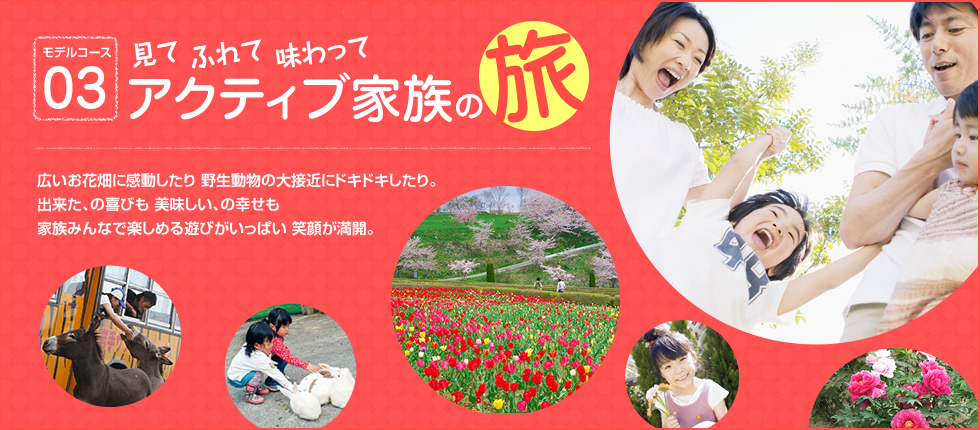 モデルコース
03
見て ふれて 味わって
アクティブ家族の旅
広いお花畑に感動したり 野生動物の大接近にドキドキしたり。
出来た、の喜びも 美味しい、の幸せも
家族みんなで楽しめる遊びがいっぱい 笑顔が満開。